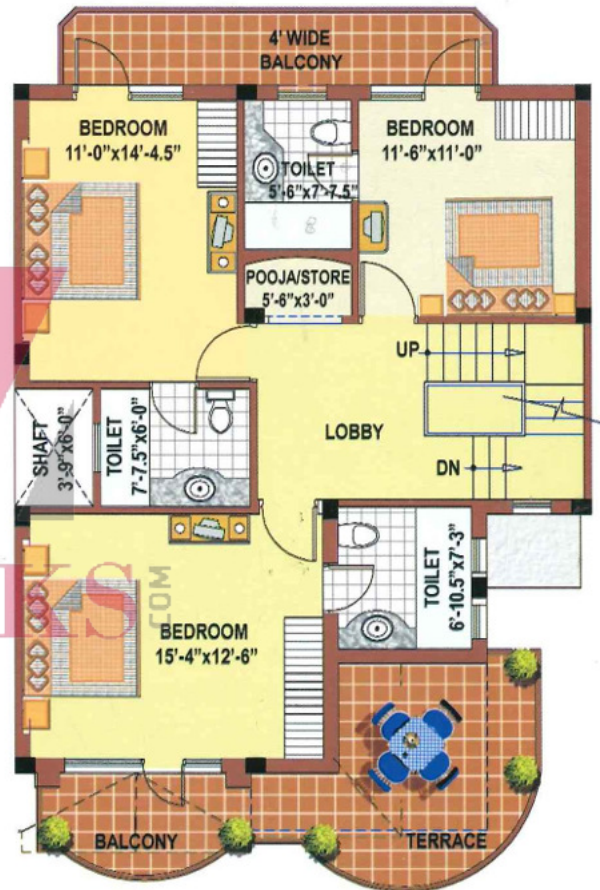 4' WIDE
BALCONY
BEDROOM
11'-0"x14'-4.5"
TOILET
5'-6"x7'-7.5"
BEDROOM
11'-6"x11'-0"
POOJA/STORE
5'-6"x3'-0"
UP
LOBBY
DN
SHAFT
3'-9"x6'-0"
TOILET
7'-7.5"x6'-0"
TOILET
6'-10.5"x7'-3"
BEDROOM
15'-4"x12'-6"
KS
COM
BALCONY
TERRACE